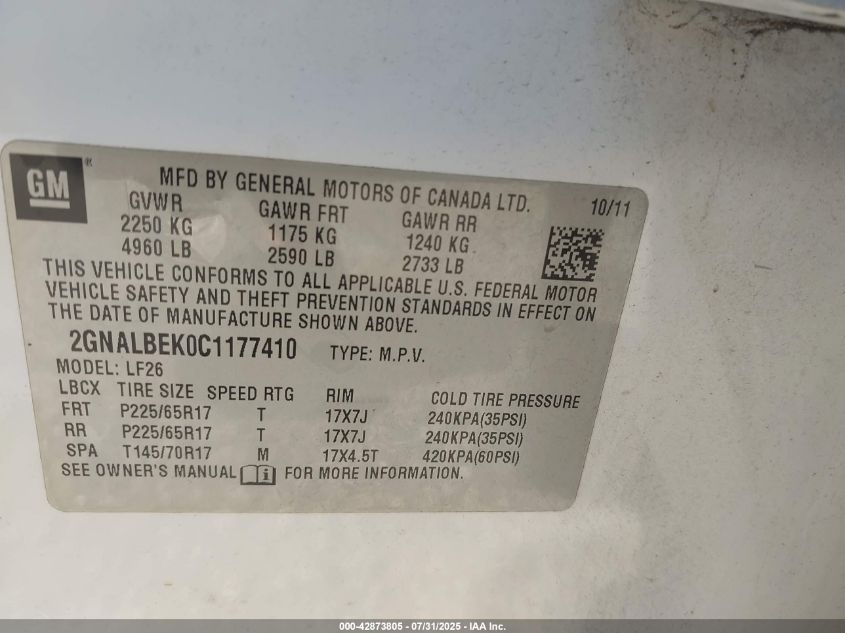 GM ®
MFD BY GENERAL MOTORS OF CANADA LTD. 10/11
GVWR GAWR FRT GAWR RR
2250 KG 1175 KG 1240 KG
4960 LB 2590 LB 2733 LB
THIS VEHICLE CONFORMS TO ALL APPLICABLE U.S. FEDERAL MOTOR
VEHICLE SAFETY AND THEFT PREVENTION STANDARDS IN EFFECT ON
THE DATE OF MANUFACTURE SHOWN ABOVE.
2GNALBEK0C1177410 TYPE: M.P.V.
MODEL: LF26
LBCX TIRE SIZE SPEED RTG RIM COLD TIRE PRESSURE
FRT P225/65R17 T 17X7J 240KPA(35PSI)
RR P225/65R17 T 17X7J 240KPA(35PSI)
SPA T145/70R17 M 17X4.5T 420KPA(60PSI)
SEE OWNER'S MANUAL FOR MORE INFORMATION.
000-42873805 - 07/31/2025 - IAA Inc.